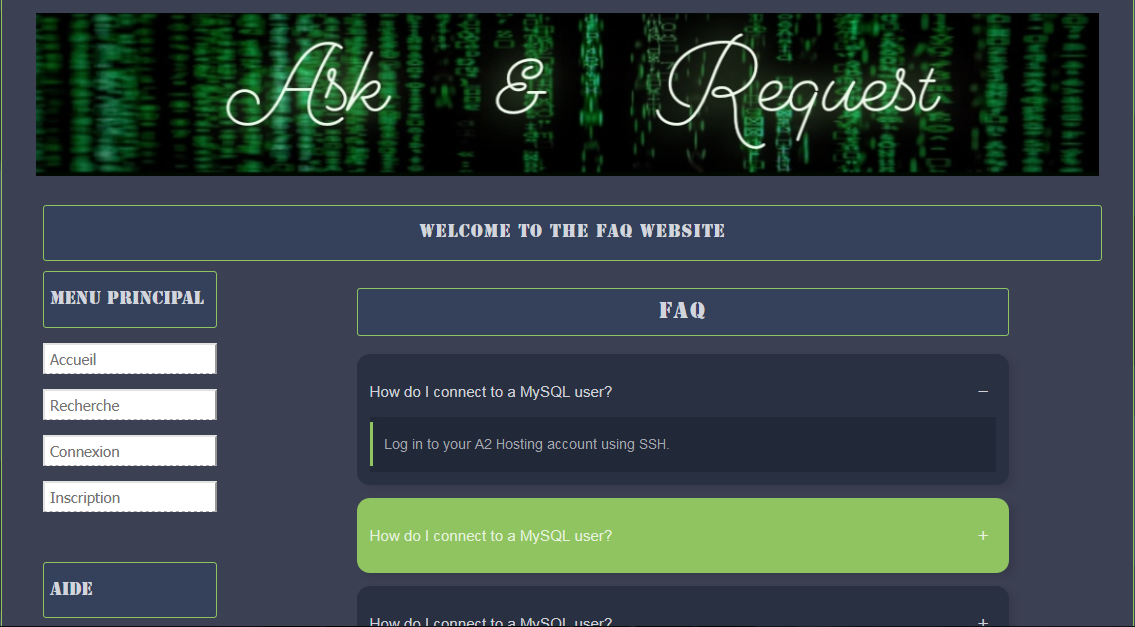 Ask & Request
WELCOME TO THE FAQ WEBSITE
MENU PRINCIPAL
Accueil
Recherche
Connexion
Inscription
AIDE
FAQ
How do I connect to a MySQL user? −
Log in to your A2 Hosting account using SSH.
How do I connect to a MySQL user? +
How do I connect to a MySQL user? +